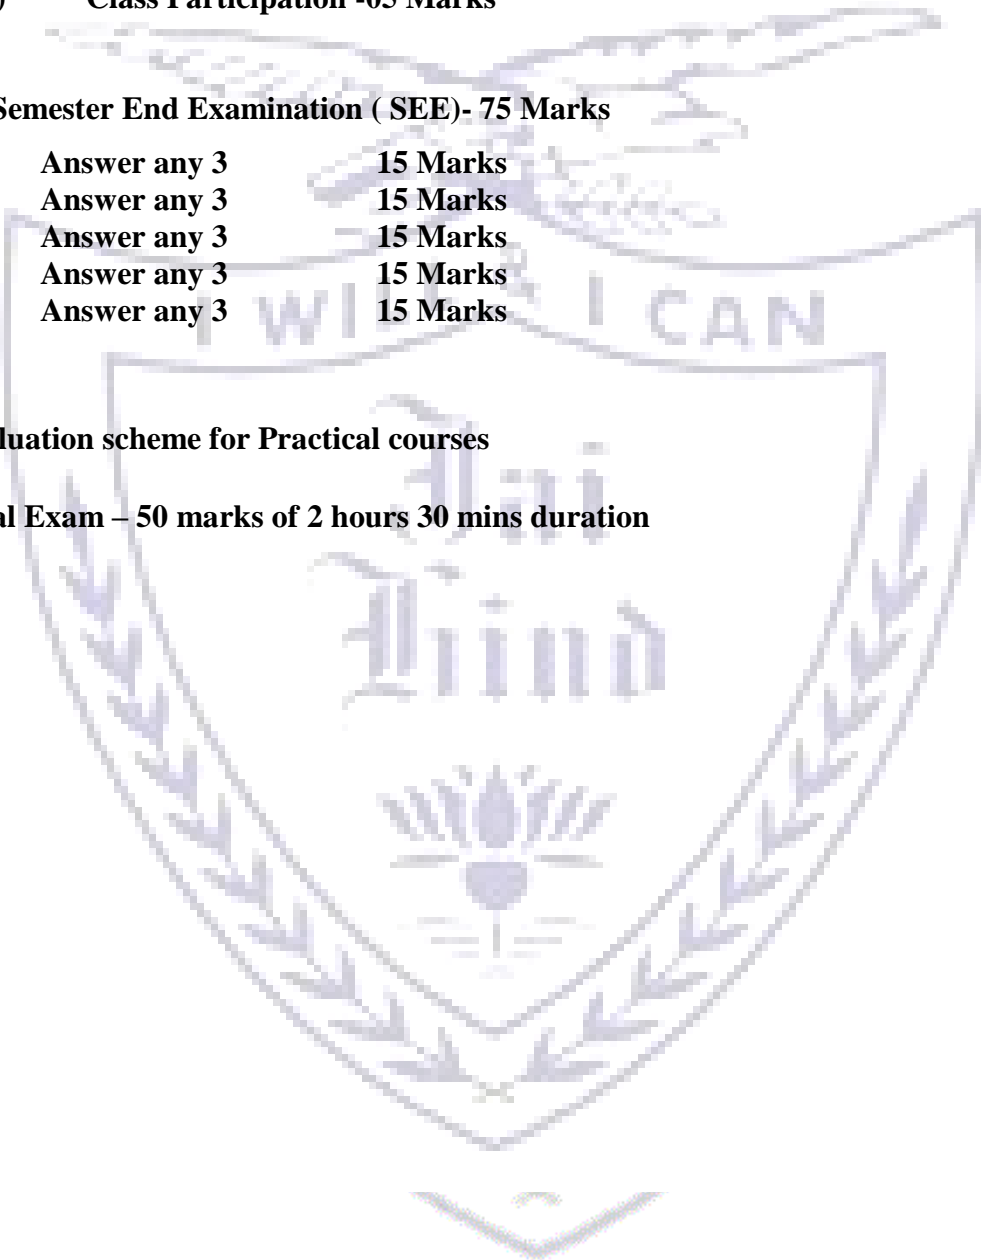 ) Class Participation -05 Marks
Semester End Examination ( SEE)- 75 Marks
Answer any 3 15 Marks
Answer any 3 15 Marks
Answer any 3 15 Marks
Answer any 3 15 Marks
Answer any 3 15 Marks
I WILL & I CAN
luation scheme for Practical courses
al Exam – 50 marks of 2 hours 30 mins duration
Jai
Hind